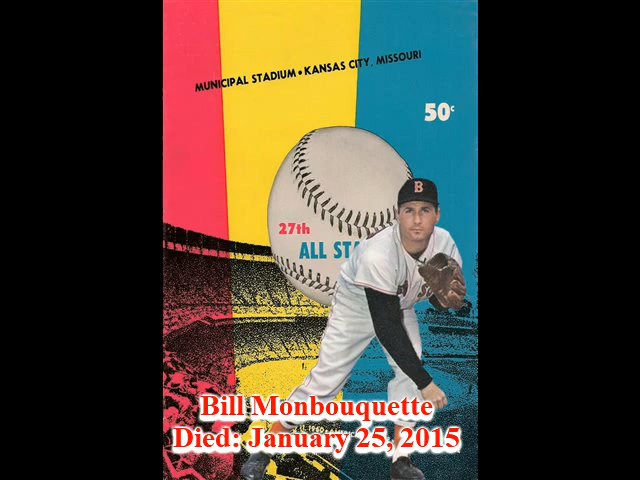 MUNICIPAL STADIUM • KANSAS CITY, MISSOURI
50¢
B
27th
ALL STA
Bill Monbouquette
Died: January 25, 2015